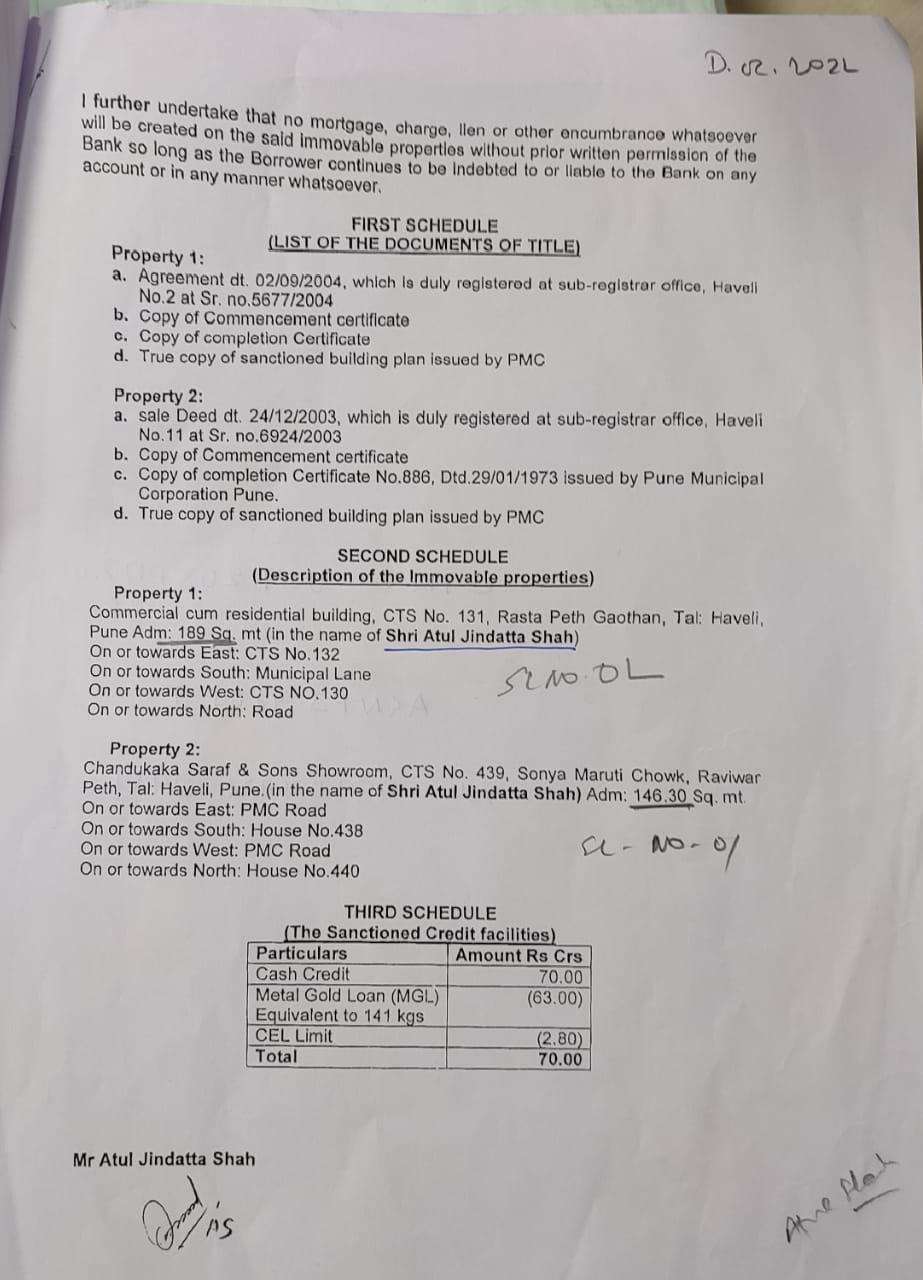 D. 02. 2022
I further undertake that no mortgage, charge, lien or other encumbrance whatsoever
will be created on the said immovable properties without prior written permission of the
Bank so long as the Borrower continues to be indebted to or liable to the Bank on any
account or in any manner whatsoever.
FIRST SCHEDULE
(LIST OF THE DOCUMENTS OF TITLE)
Property 1:
a. Agreement dt. 02/09/2004, which is duly registered at sub-registrar office, Haveli
No.2 at Sr. no.5677/2004
b. Copy of Commencement certificate
c. Copy of completion Certificate
d. True copy of sanctioned building plan issued by PMC
Property 2:
a. sale Deed dt. 24/12/2003, which is duly registered at sub-registrar office, Haveli
No.11 at Sr. no.6924/2003
b. Copy of Commencement certificate
c. Copy of completion Certificate No.886, Dtd.29/01/1973 issued by Pune Municipal
Corporation Pune.
d. True copy of sanctioned building plan issued by PMC
SECOND SCHEDULE
(Description of the Immovable properties)
Property 1:
Commercial cum residential building, CTS No. 131, Rasta Peth Gaothan, Tal: Haveli,
Pune Adm: 189 Sq. mt (in the name of Shri Atul Jindatta Shah)
On or towards East: CTS No.132
On or towards South: Municipal Lane
On or towards West: CTS NO.130
On or towards North: Road
Property 2:
Chandukaka Saraf & Sons Showroom, CTS No. 439, Sonya Maruti Chowk, Raviwar
Peth, Tal: Haveli, Pune.(in the name of Shri Atul Jindatta Shah) Adm: 146.30 Sq. mt.
On or towards East: PMC Road
On or towards South: House No.438
On or towards West: PMC Road
Sl - No - 01
On or towards North: House No.440
THIRD SCHEDULE
(The Sanctioned Credit facilities)
Particulars Amount Rs Crs
Cash Credit 70.00
Metal Gold Loan (MGL) (63.00)
Equivalent to 141 kgs
CEL Limit (2.80)
Total 70.00
Mr Atul Jindatta Shah